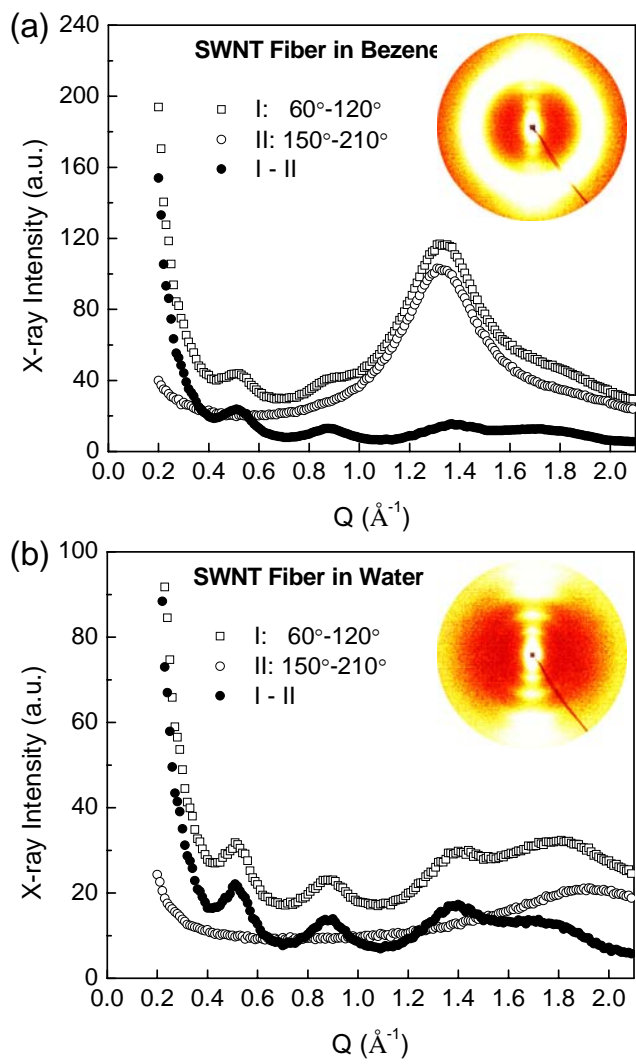 (a)
240
200
160
120
80
40
0
SWNT Fiber in Bezene
I: 60°-120°
II: 150°-210°
I - II
X-ray Intensity (a.u.)
0.0 0.2 0.4 0.6 0.8 1.0 1.2 1.4 1.6 1.8 2.0
Q (Å⁻¹)
(b)
100
80
60
40
20
0
SWNT Fiber in Water
I: 60°-120°
II: 150°-210°
I - II
X-ray Intensity (a.u.)
0.0 0.2 0.4 0.6 0.8 1.0 1.2 1.4 1.6 1.8 2.0
Q (Å⁻¹)